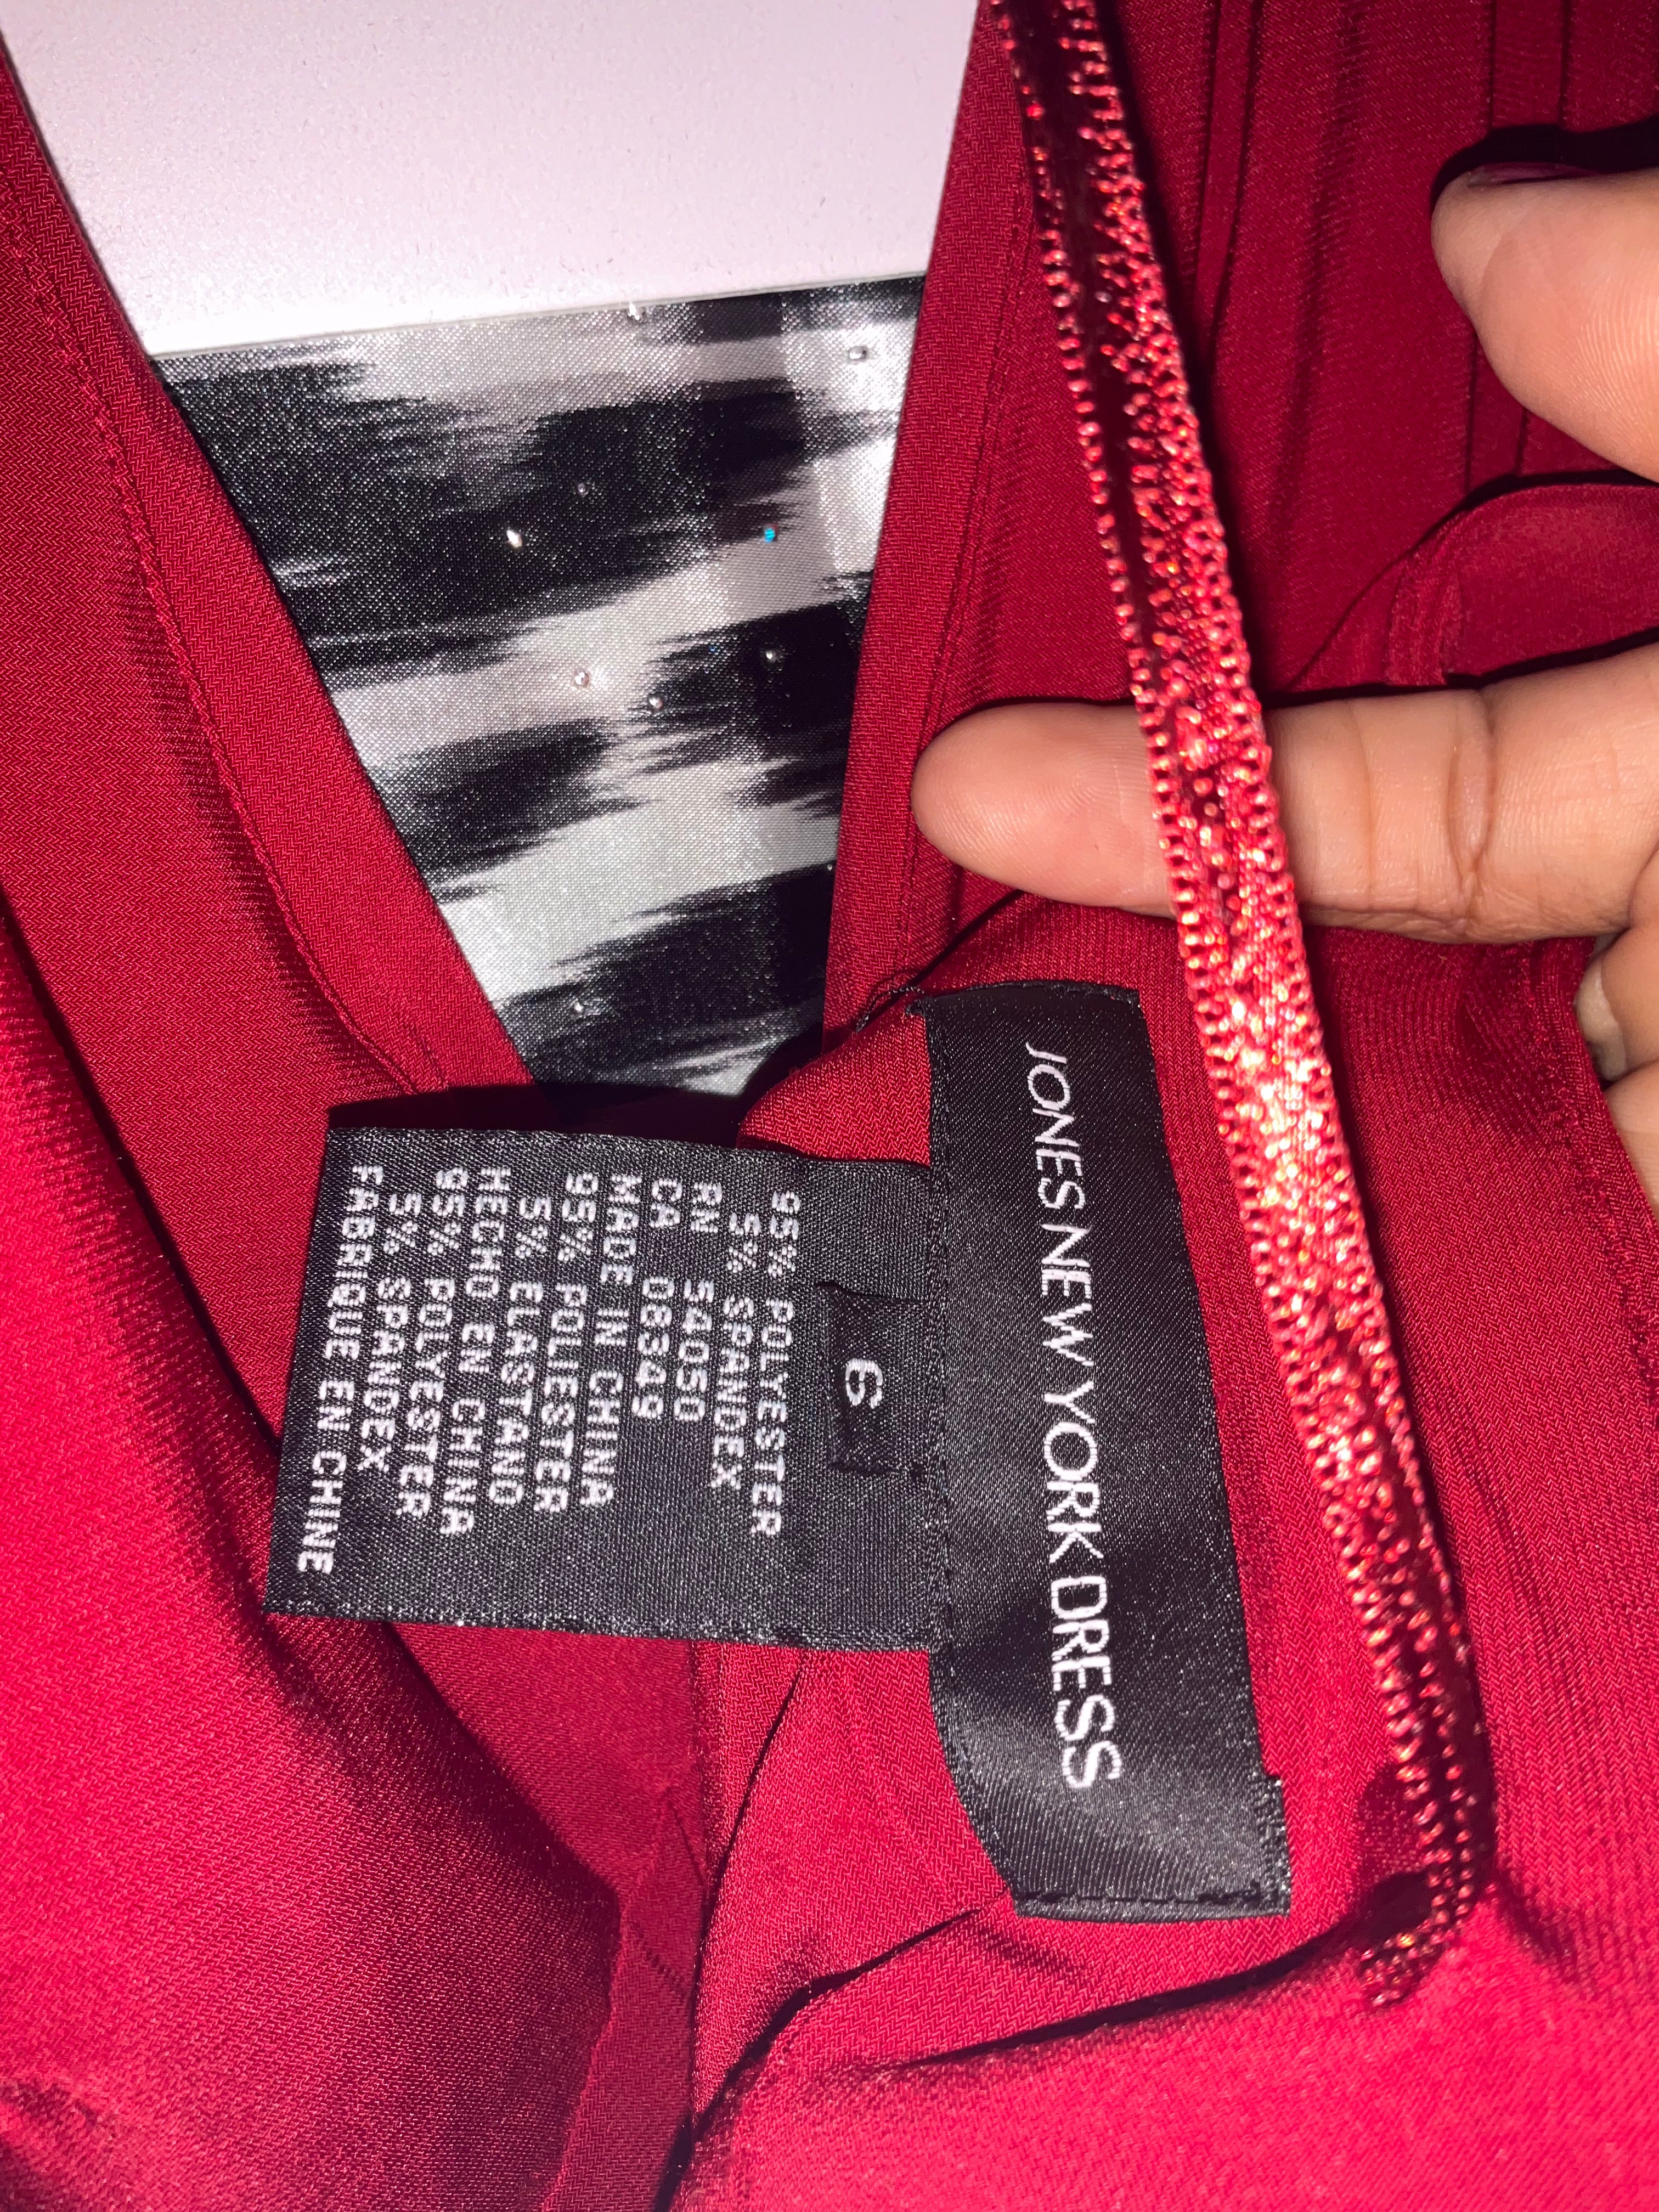 JONES NEW YORK DRESS
6
95% POLYESTER
5% SPANDEX
RN 54050
CA 08349
MADE IN CHINA
95% POLIESTER
5% ELASTANO
HECHO EN CHINA
95% POLYESTER
5% SPANDEX
FABRIQUE EN CHINE